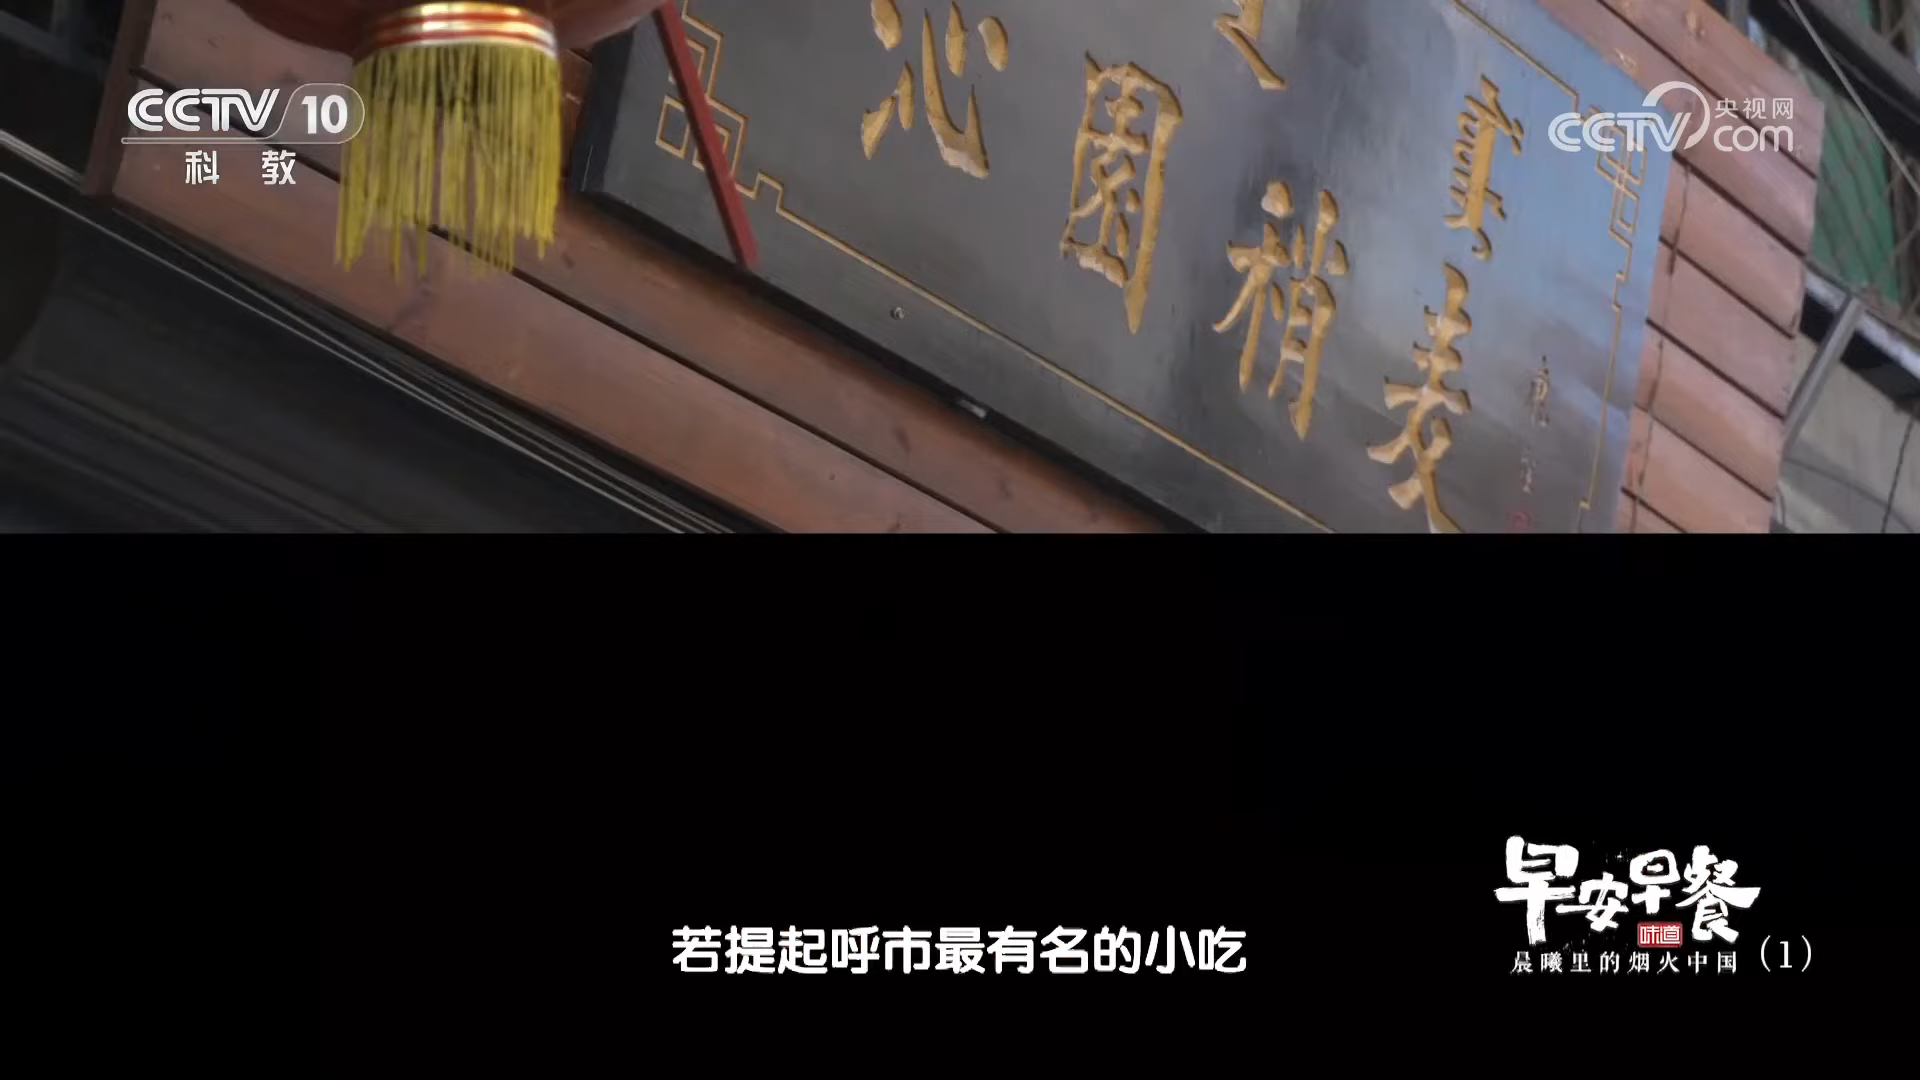 CCTV 10
科 教
央视网
CCTV com
沁園稍麦
若提起呼市最有名的小吃
早安早餐
味道
晨曦里的烟火中国(1)